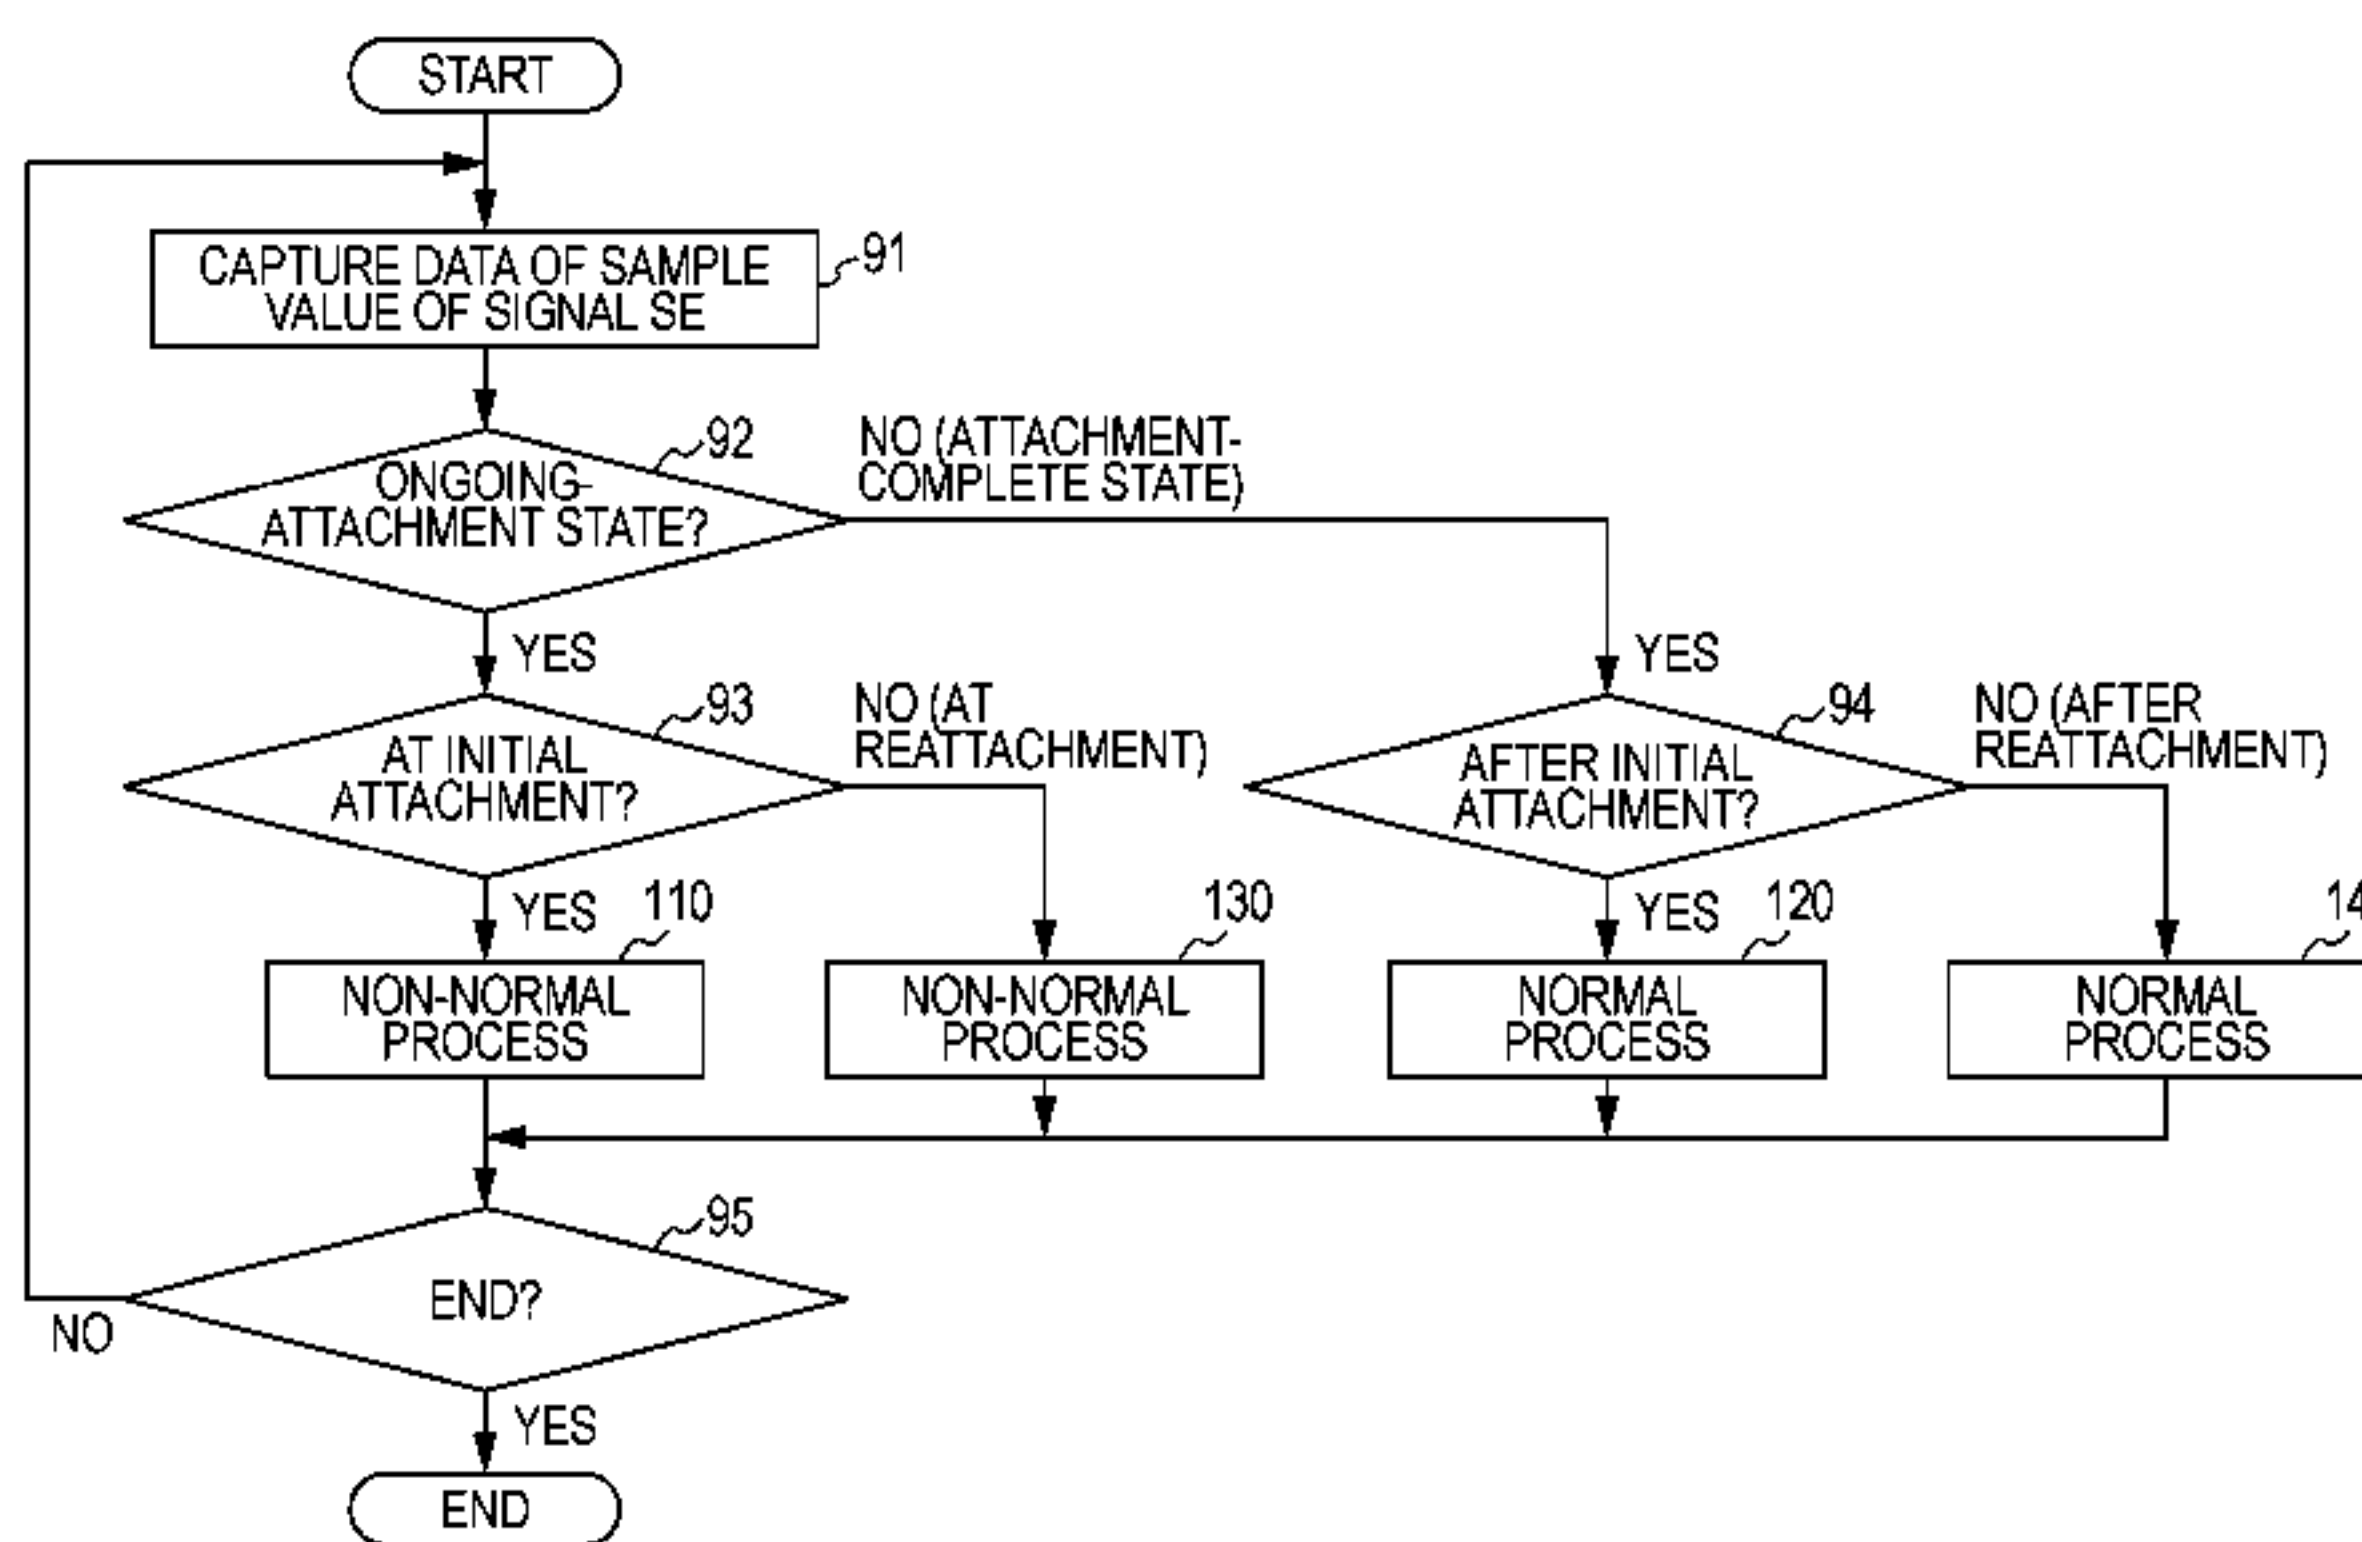 START
CAPTURE DATA OF SAMPLE
VALUE OF SIGNAL SE
91
ONGOING-
ATTACHMENT STATE?
92
NO (ATTACHMENT-
COMPLETE STATE)
YES
YES
AT INITIAL
ATTACHMENT?
93
NO (AT
REATTACHMENT)
AFTER INITIAL
ATTACHMENT?
94
NO (AFTER
REATTACHMENT)
YES
110
130
YES
120
NON-NORMAL
PROCESS
NON-NORMAL
PROCESS
NORMAL
PROCESS
NORMAL
PROCESS
95
END?
NO
YES
END